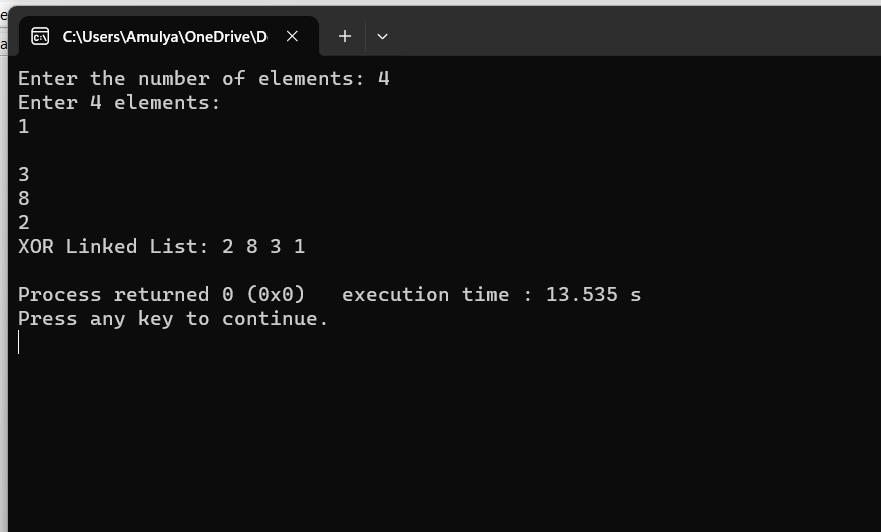 C:\Users\Amulya\OneDrive\D
Enter the number of elements: 4
Enter 4 elements:
1
3
8
2
XOR Linked List: 2 8 3 1
Process returned 0 (0x0)   execution time : 13.535 s
Press any key to continue.